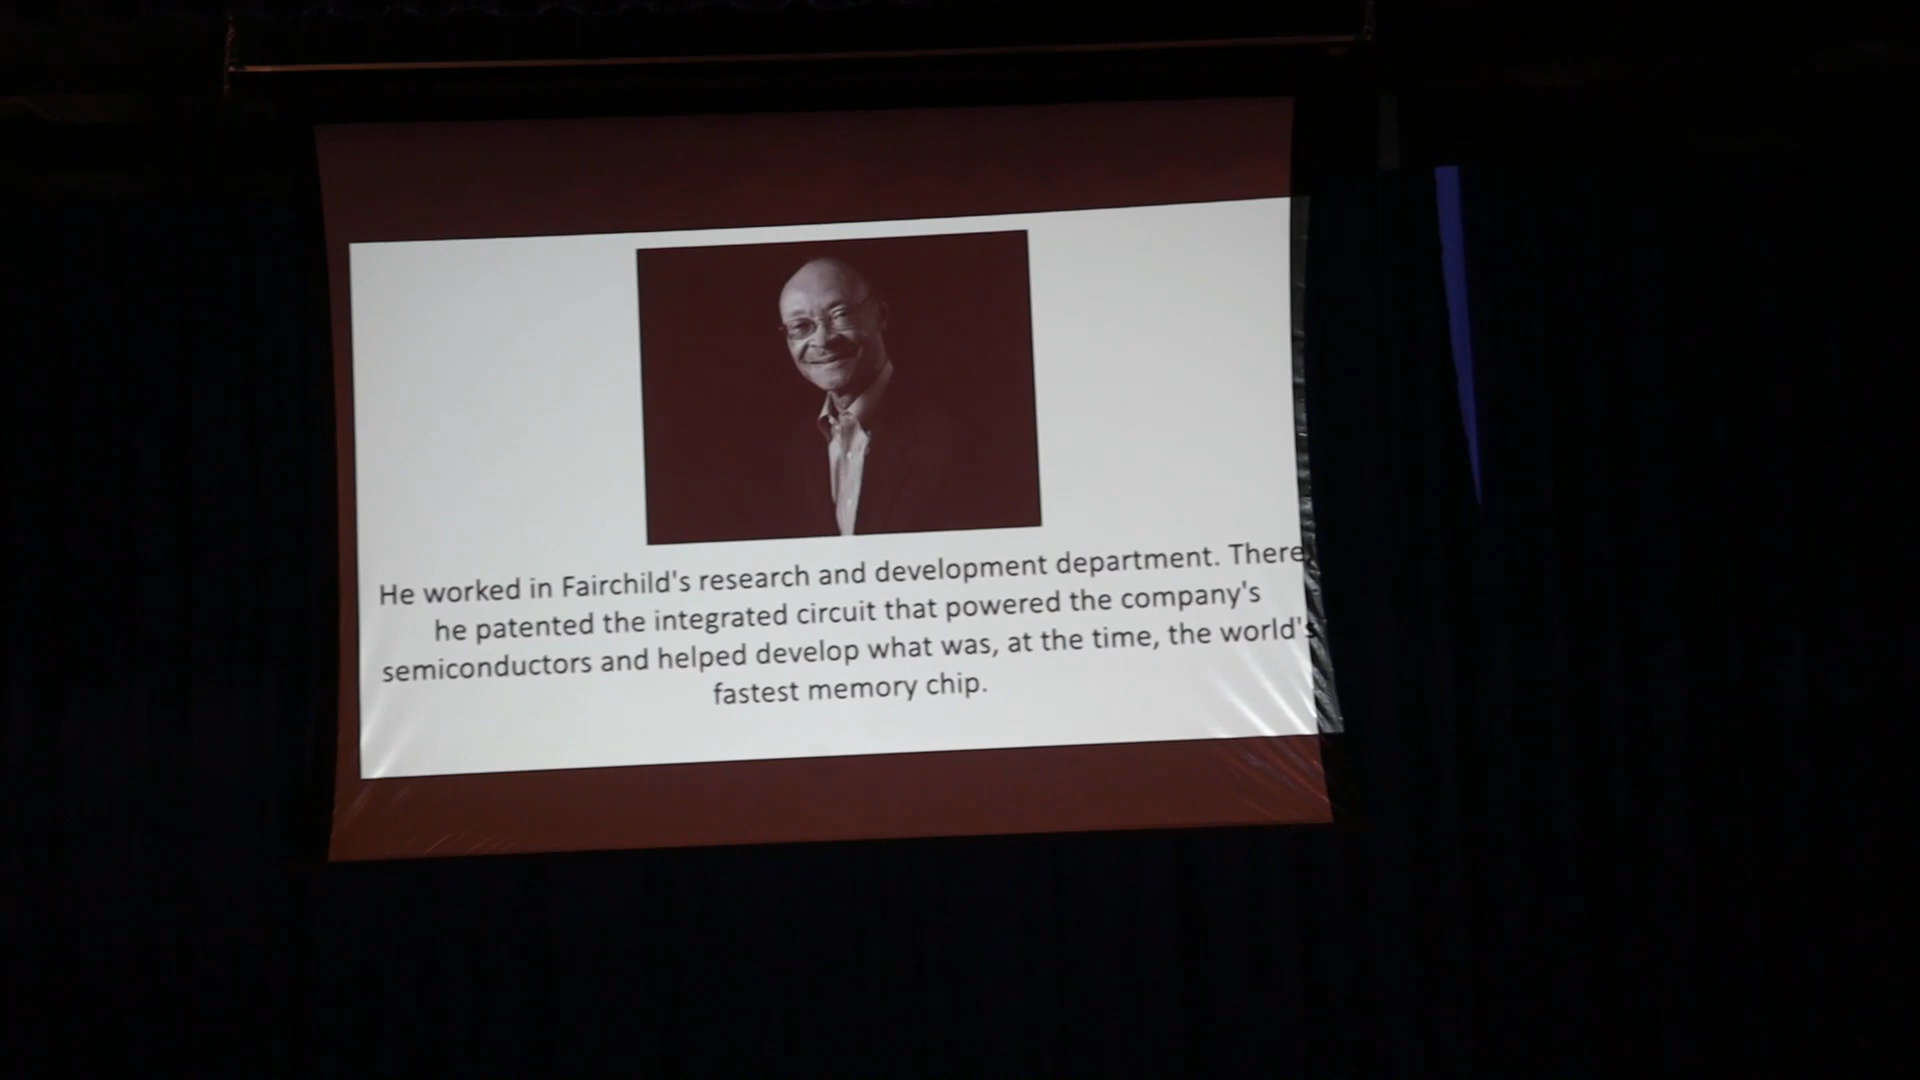 He worked in Fairchild's research and development department. There,
he patented the integrated circuit that powered the company's
semiconductors and helped develop what was, at the time, the world's
fastest memory chip.